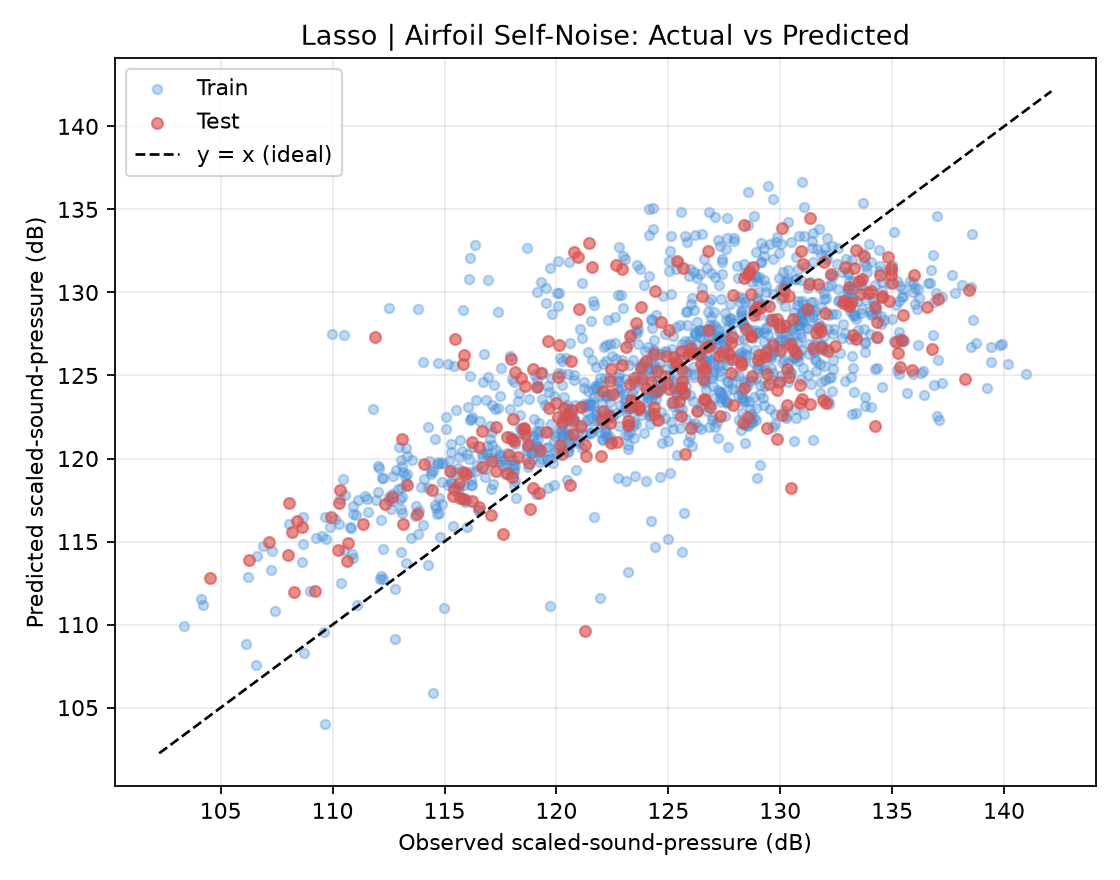 Lasso | Airfoil Self-Noise: Actual vs Predicted
Train
Test
y = x (ideal)
140
135
130
125
120
115
110
105
Predicted scaled-sound-pressure (dB)
105 110 115 120 125 130 135 140
Observed scaled-sound-pressure (dB)